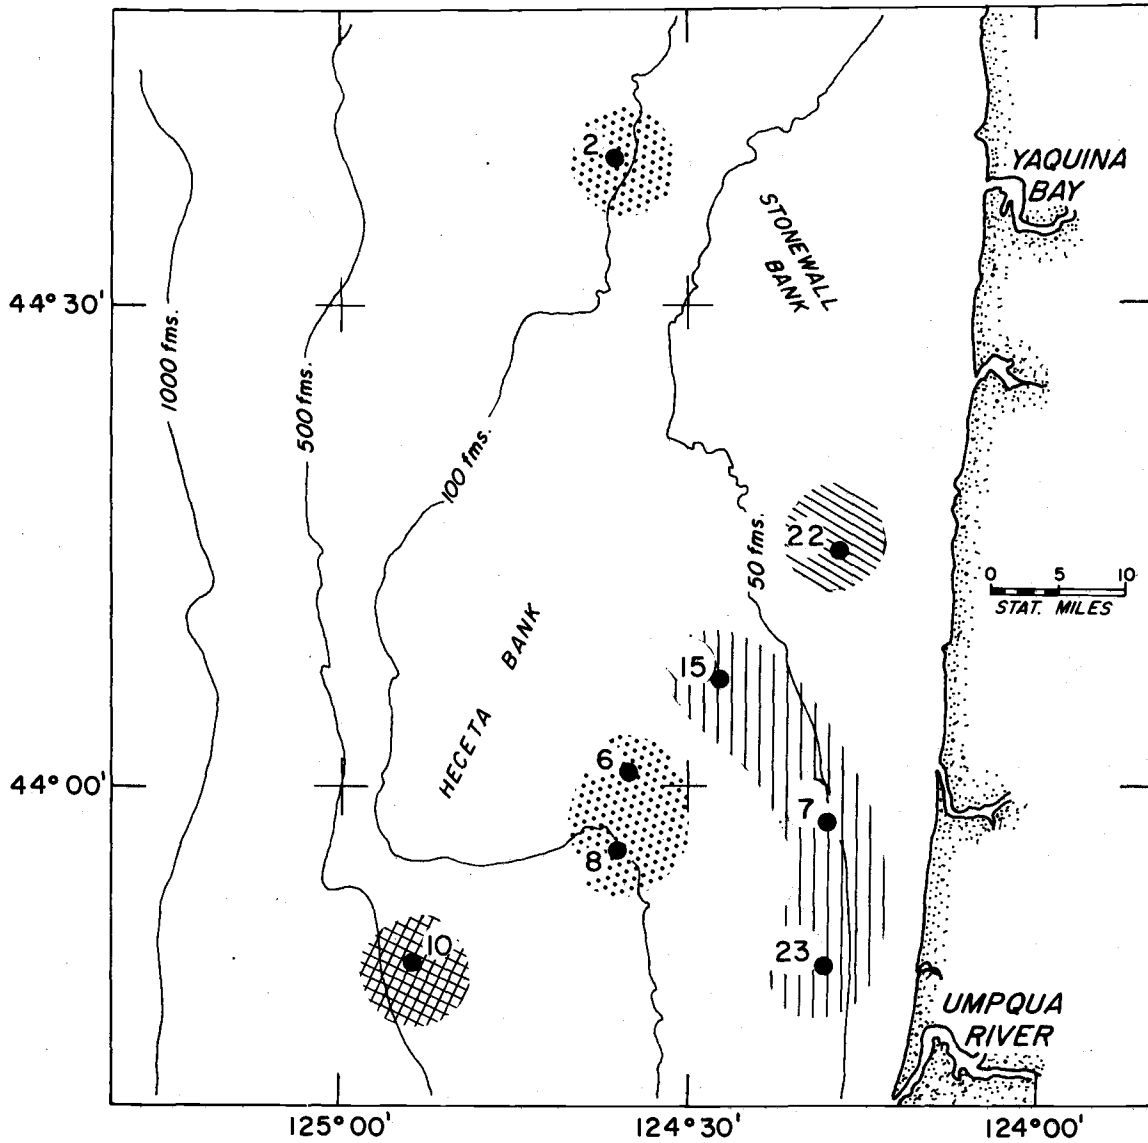 2
YAQUINA
BAY
STONEWALL
BANK
44° 30'
1000 fms.
500 fms.
100 fms.
50 fms.
22
0 5 10
STAT. MILES
HECETA BANK
15
6
44° 00'
7
8
10
23
UMPQUA
RIVER
125° 00'
124° 30'
124° 00'